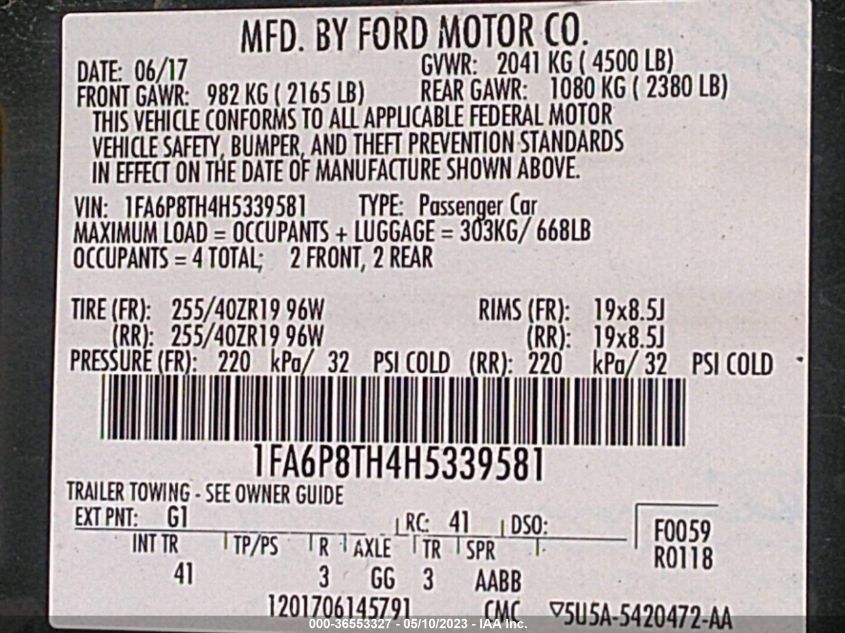 MFD. BY FORD MOTOR CO.
DATE: 06/17 GVWR: 2041 KG ( 4500 LB)
FRONT GAWR: 982 KG ( 2165 LB) REAR GAWR: 1080 KG ( 2380 LB)
THIS VEHICLE CONFORMS TO ALL APPLICABLE FEDERAL MOTOR
VEHICLE SAFETY, BUMPER, AND THEFT PREVENTION STANDARDS
IN EFFECT ON THE DATE OF MANUFACTURE SHOWN ABOVE.
VIN: 1FA6P8TH4H5339581 TYPE: Passenger Car
MAXIMUM LOAD = OCCUPANTS + LUGGAGE = 303KG/ 668LB
OCCUPANTS = 4 TOTAL; 2 FRONT, 2 REAR
TIRE (FR): 255/40ZR19 96W RIMS (FR): 19x8.5J
(RR): 255/40ZR19 96W (RR): 19x8.5J
PRESSURE (FR): 220 kPa/ 32 PSI COLD (RR): 220 kPa/ 32 PSI COLD
1FA6P8TH4H5339581
TRAILER TOWING - SEE OWNER GUIDE
EXT PNT: G1 RC: 41 DSO: F0059
R0118
INT TR TP/PS R AXLE TR SPR
41 3 GG 3 AABB
1201706145791 CMC ▽5U5A-5420472-AA
000-36553327 - 05/10/2023 - IAA Inc.